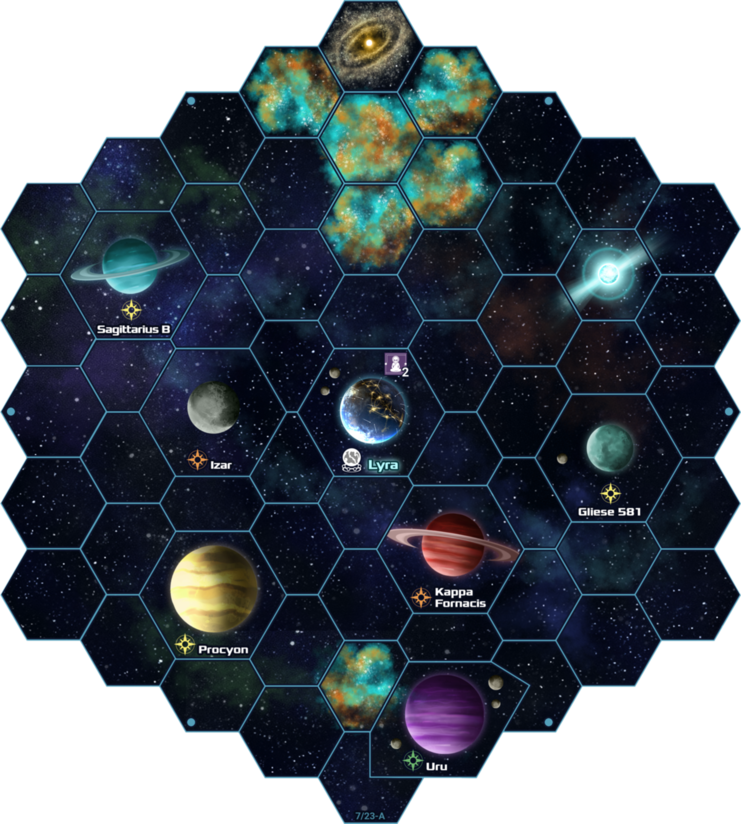 Sagittarius B
2
Izar
Lyra
Gliese 581
Kappa
Fornacis
Procyon
Uru
7/23-A